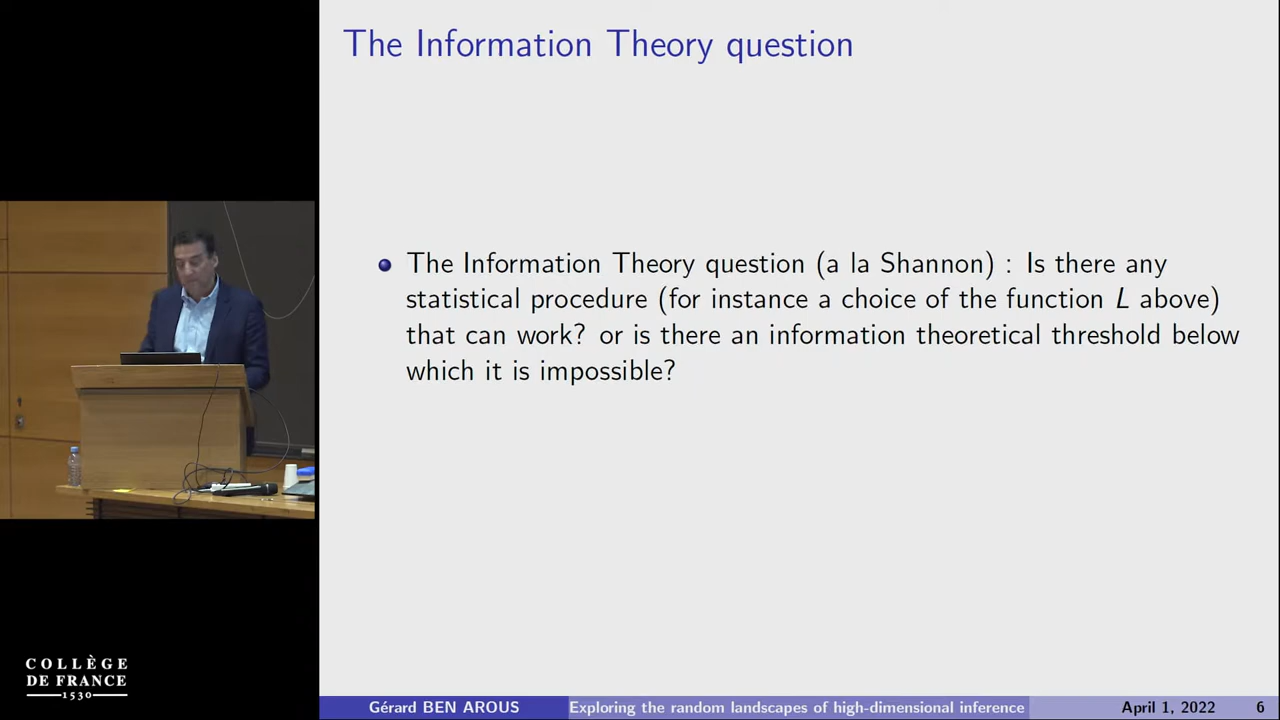 The Information Theory question
The Information Theory question (a la Shannon) : Is there any
statistical procedure (for instance a choice of the function L above)
that can work? or is there an information theoretical threshold below
which it is impossible?
COLLÈGE
DE FRANCE
1530
Gérard BEN AROUS
Exploring the random landscapes of high-dimensional inference
April 1, 2022
6